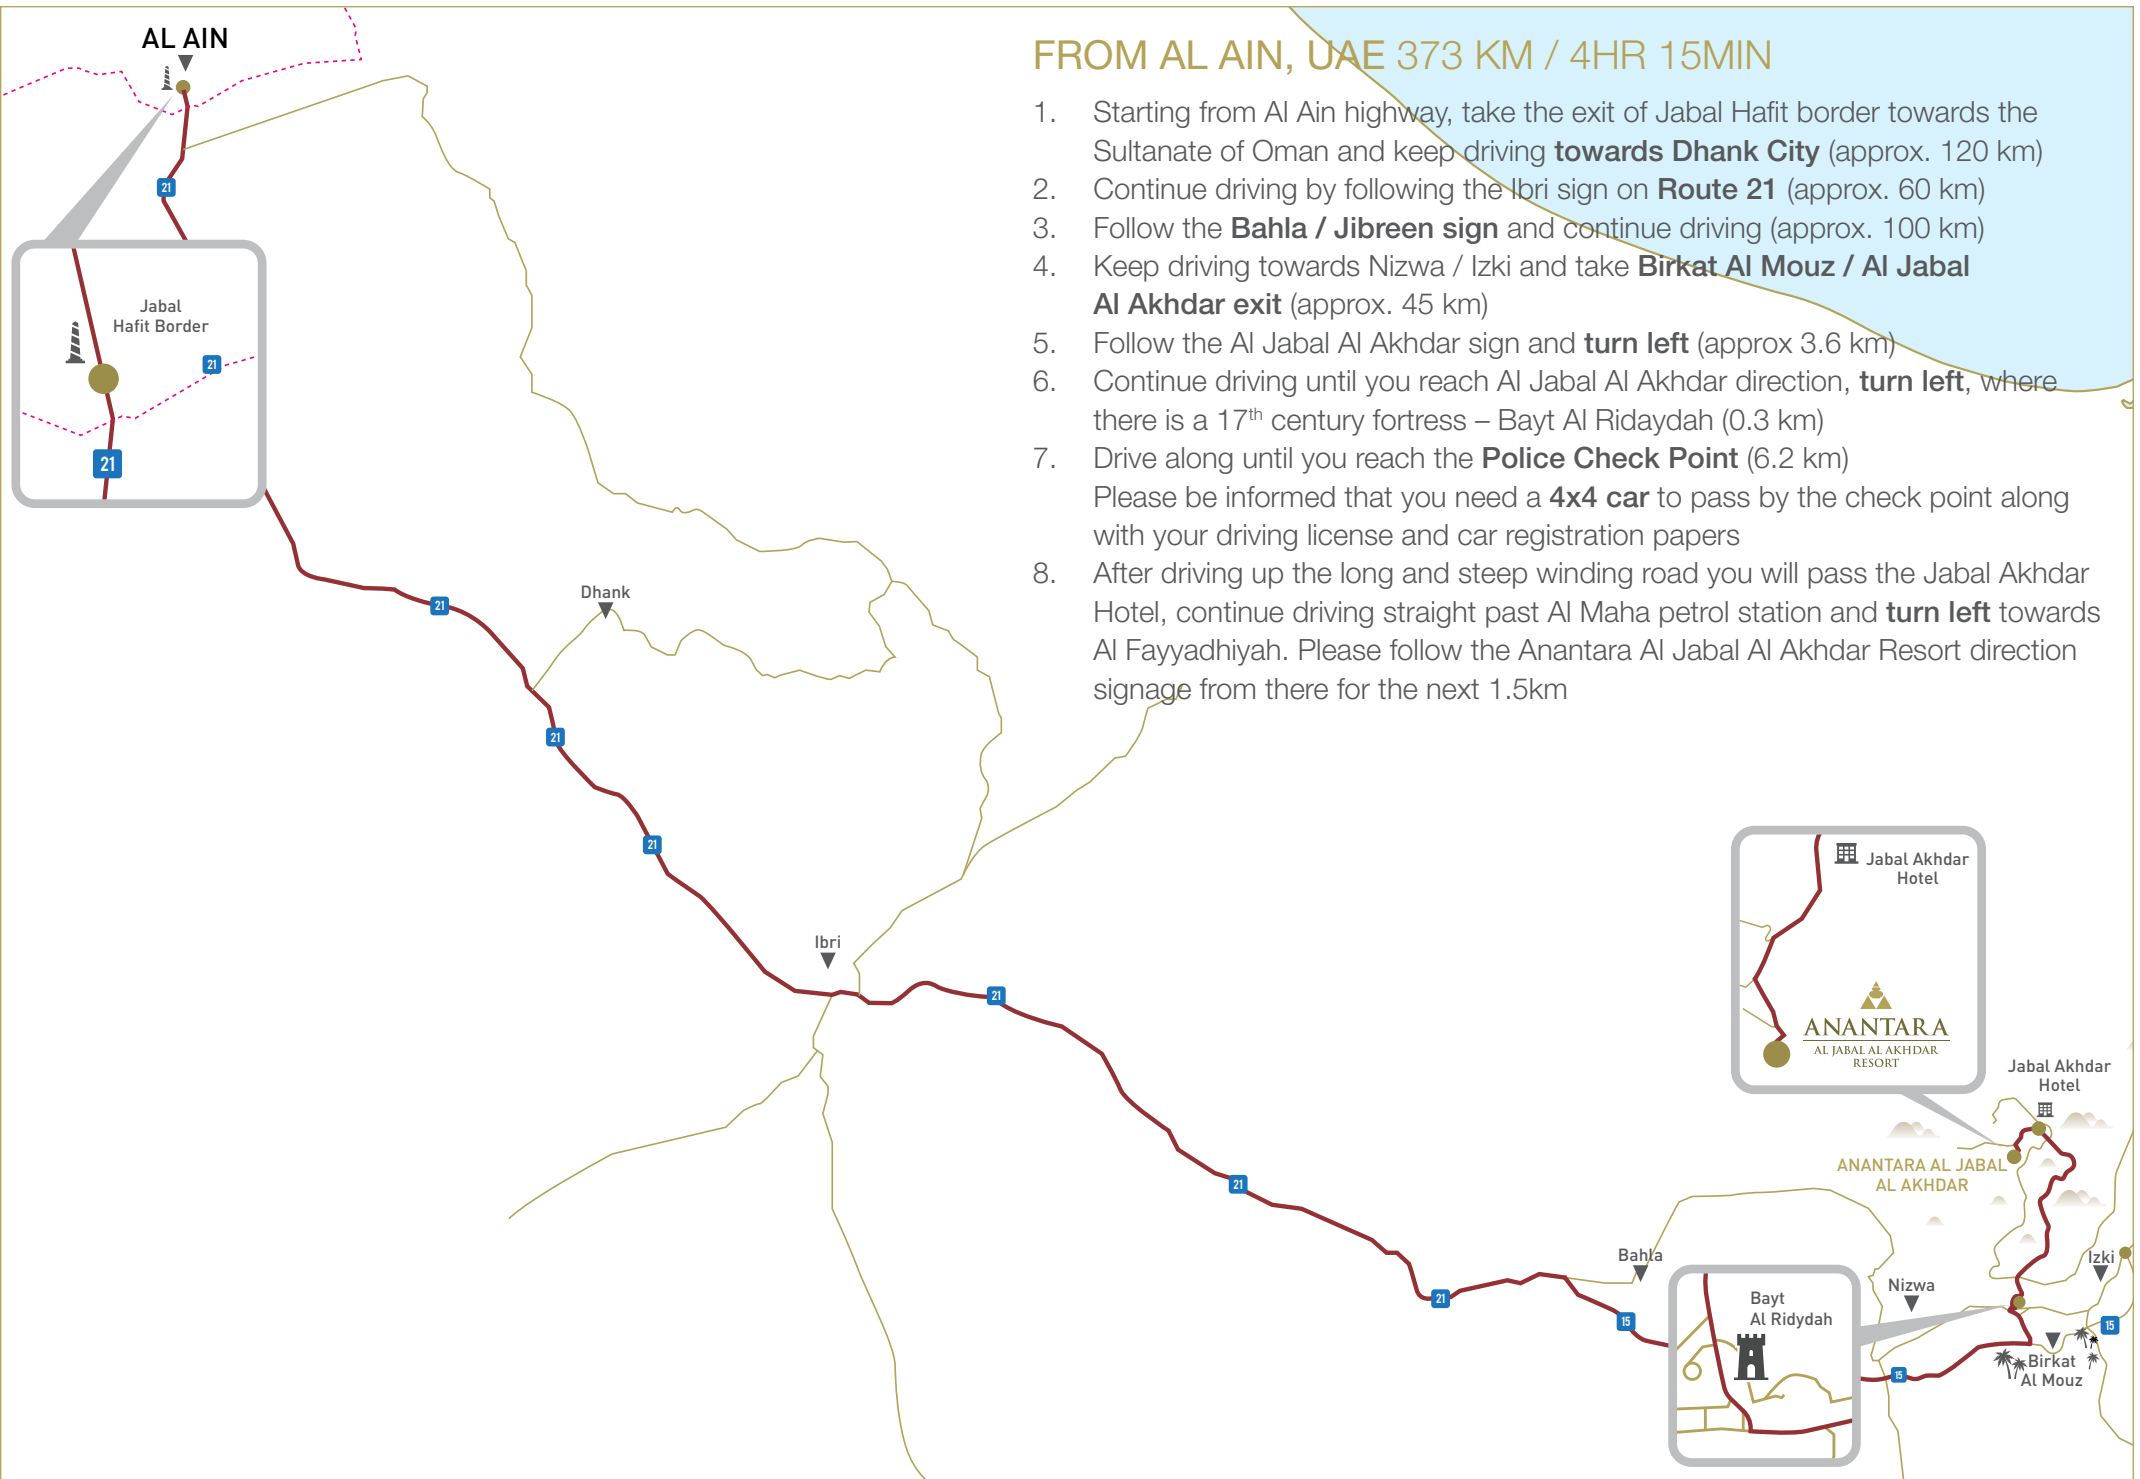 AL AIN
FROM AL AIN, UAE 373 KM / 4HR 15MIN
1. Starting from Al Ain highway, take the exit of Jabal Hafit border towards the
Sultanate of Oman and keep driving towards Dhank City (approx. 120 km)
2. Continue driving by following the Ibri sign on Route 21 (approx. 60 km)
3. Follow the Bahla / Jibreen sign and continue driving (approx. 100 km)
4. Keep driving towards Nizwa / Izki and take Birkat Al Mouz / Al Jabal
Al Akhdar exit (approx. 45 km)
5. Follow the Al Jabal Al Akhdar sign and turn left (approx 3.6 km)
6. Continue driving until you reach Al Jabal Al Akhdar direction, turn left, where
there is a 17th century fortress – Bayt Al Ridaydah (0.3 km)
7. Drive along until you reach the Police Check Point (6.2 km)
Please be informed that you need a 4x4 car to pass by the check point along
with your driving license and car registration papers
8. After driving up the long and steep winding road you will pass the Jabal Akhdar
Hotel, continue driving straight past Al Maha petrol station and turn left towards
Al Fayyadhiyah. Please follow the Anantara Al Jabal Al Akhdar Resort direction
signage from there for the next 1.5km
21
Jabal
Hafit Border
21
21
21
Dhank
21
21
Ibri
21
21
21
Bahla
15
Jabal Akhdar
Hotel
ANANTARA
AL JABAL AL AKHDAR
RESORT
Jabal Akhdar
Hotel
ANANTARA AL JABAL
AL AKHDAR
Izki
Nizwa
Bayt
Al Ridydah
15
15
Birkat
Al Mouz